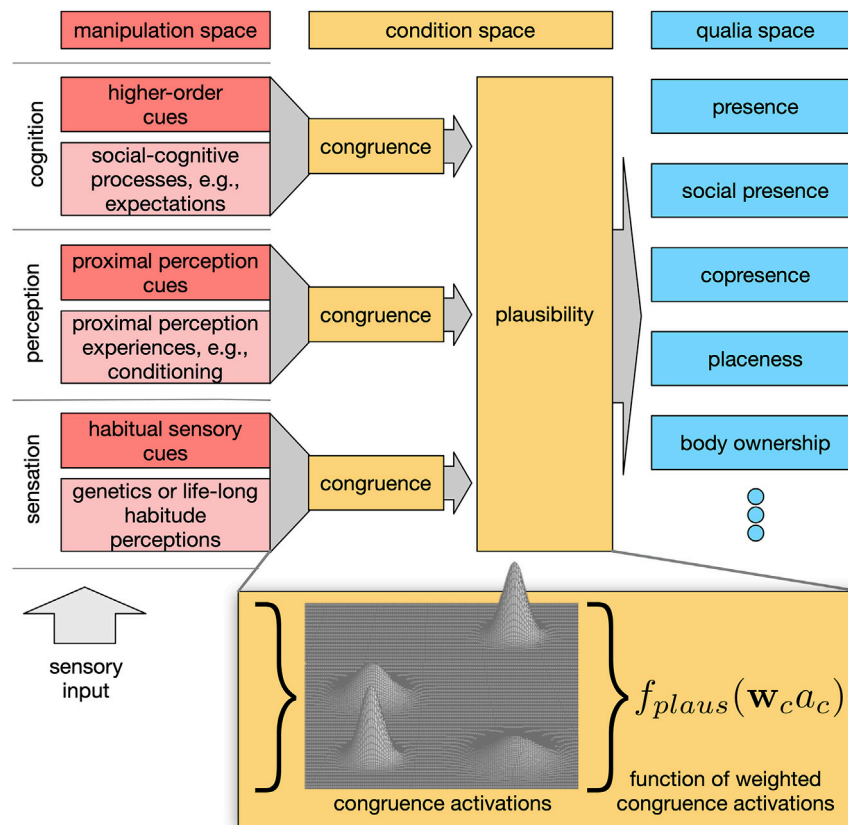 manipulation space
condition space
qualia space
cognition
higher-order
cues
social-cognitive
processes, e.g.,
expectations
congruence
perception
proximal perception
cues
proximal perception
experiences, e.g.,
conditioning
congruence
sensation
habitual sensory
cues
genetics or life-long
habitude
perceptions
congruence
plausibility
presence
social presence
copresence
placeness
body ownership
sensory
input
congruence activations
f_{plaus}(w_c a_c)
function of weighted
congruence activations